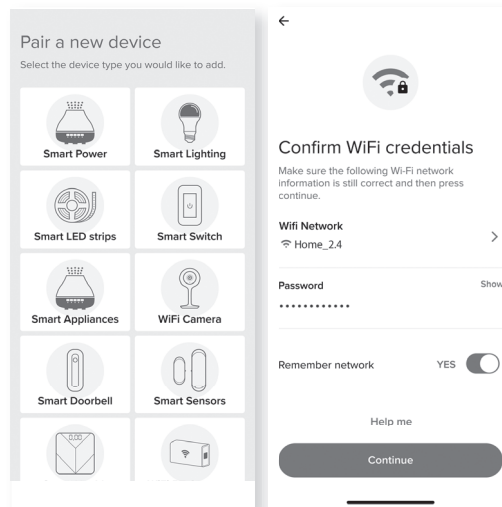 Pair a new device
Select the device type you would like to add.
Smart Power
Smart Lighting
Smart LED strips
Smart Switch
Smart Appliances
WiFi Camera
Smart Doorbell
Smart Sensors
0.00
Confirm WiFi credentials
Make sure the following Wi-Fi network
information is still correct and then press
continue.
Wifi Network
Home_2.4
Password
Show
••••••••••••
Remember network
YES
Help me
Continue